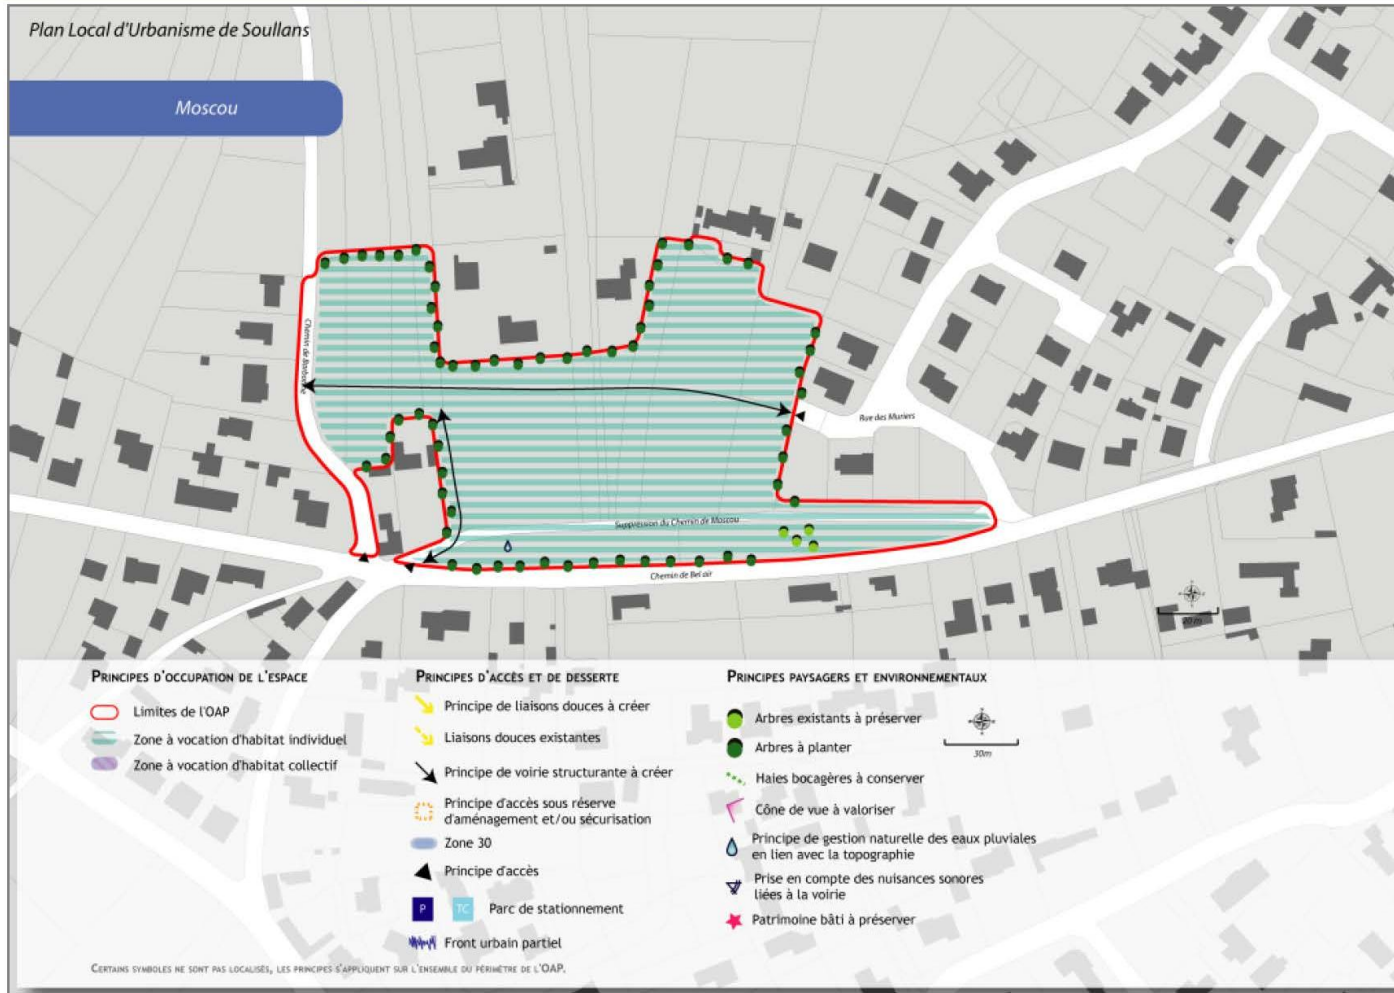 Plan Local d'Urbanisme de Soullans
Moscou
Rue des Muriers
Suppression du Chemin de Moscou
Chemin de Bel air
20 m
PRINCIPES D'OCCUPATION DE L'ESPACE
Limites de l'OAP
Zone à vocation d'habitat individuel
Zone à vocation d'habitat collectif
PRINCIPES D'ACCÈS ET DE DESSERTE
Principe de liaisons douces à créer
Liaisons douces existantes
Principe de voirie structurante à créer
Principe d'accès sous réserve
d'aménagement et/ou sécurisation
Zone 30
Principe d'accès
P
TC
Parc de stationnement
Front urbain partiel
PRINCIPES PAYSAGERS ET ENVIRONNEMENTAUX
Arbres existants à préserver
Arbres à planter
Haies bocagères à conserver
Cône de vue à valoriser
Principe de gestion naturelle des eaux pluviales
en lien avec la topographie
Prise en compte des nuisances sonores
liées à la voirie
Patrimoine bâti à préserver
30m
CERTAINS SYMBOLES NE SONT PAS LOCALISÉS, LES PRINCIPES S'APPLIQUENT SUR L'ENSEMBLE DU PÉRIMÈTRE DE L'OAP.
Chemin de